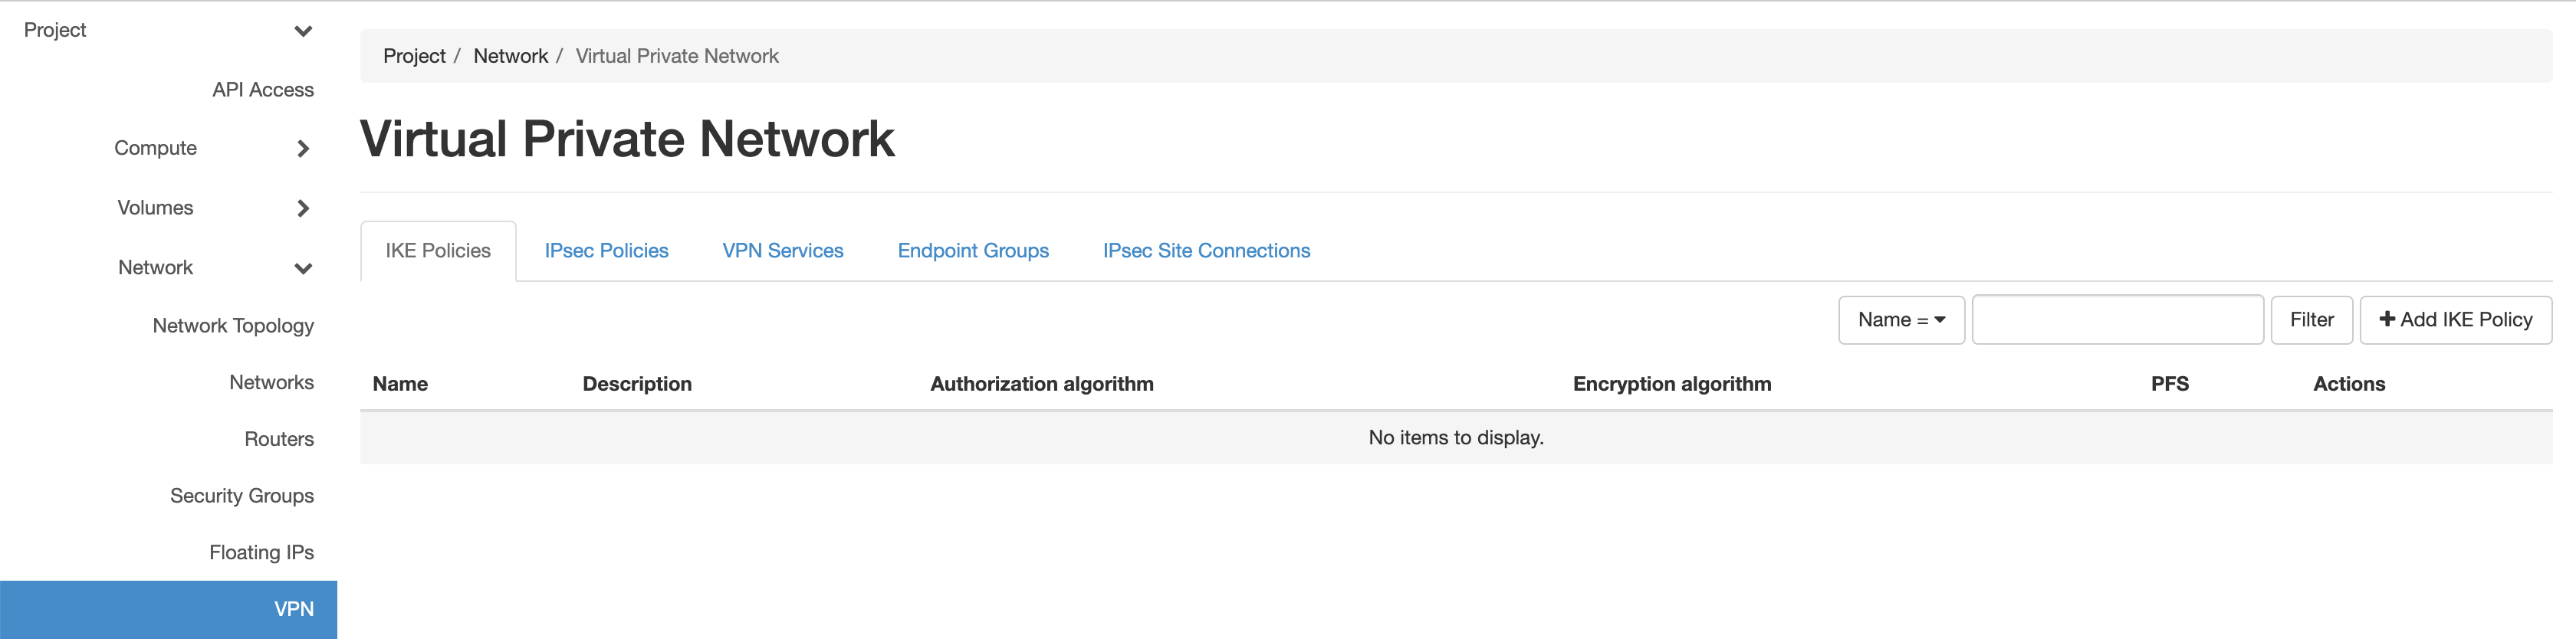 Project
API Access
Compute
Volumes
Network
Network Topology
Networks
Routers
Security Groups
Floating IPs
VPN
Project / Network / Virtual Private Network
Virtual Private Network
IKE Policies IPsec Policies VPN Services Endpoint Groups IPsec Site Connections
Name = Filter + Add IKE Policy
Name Description Authorization algorithm Encryption algorithm PFS Actions
No items to display.